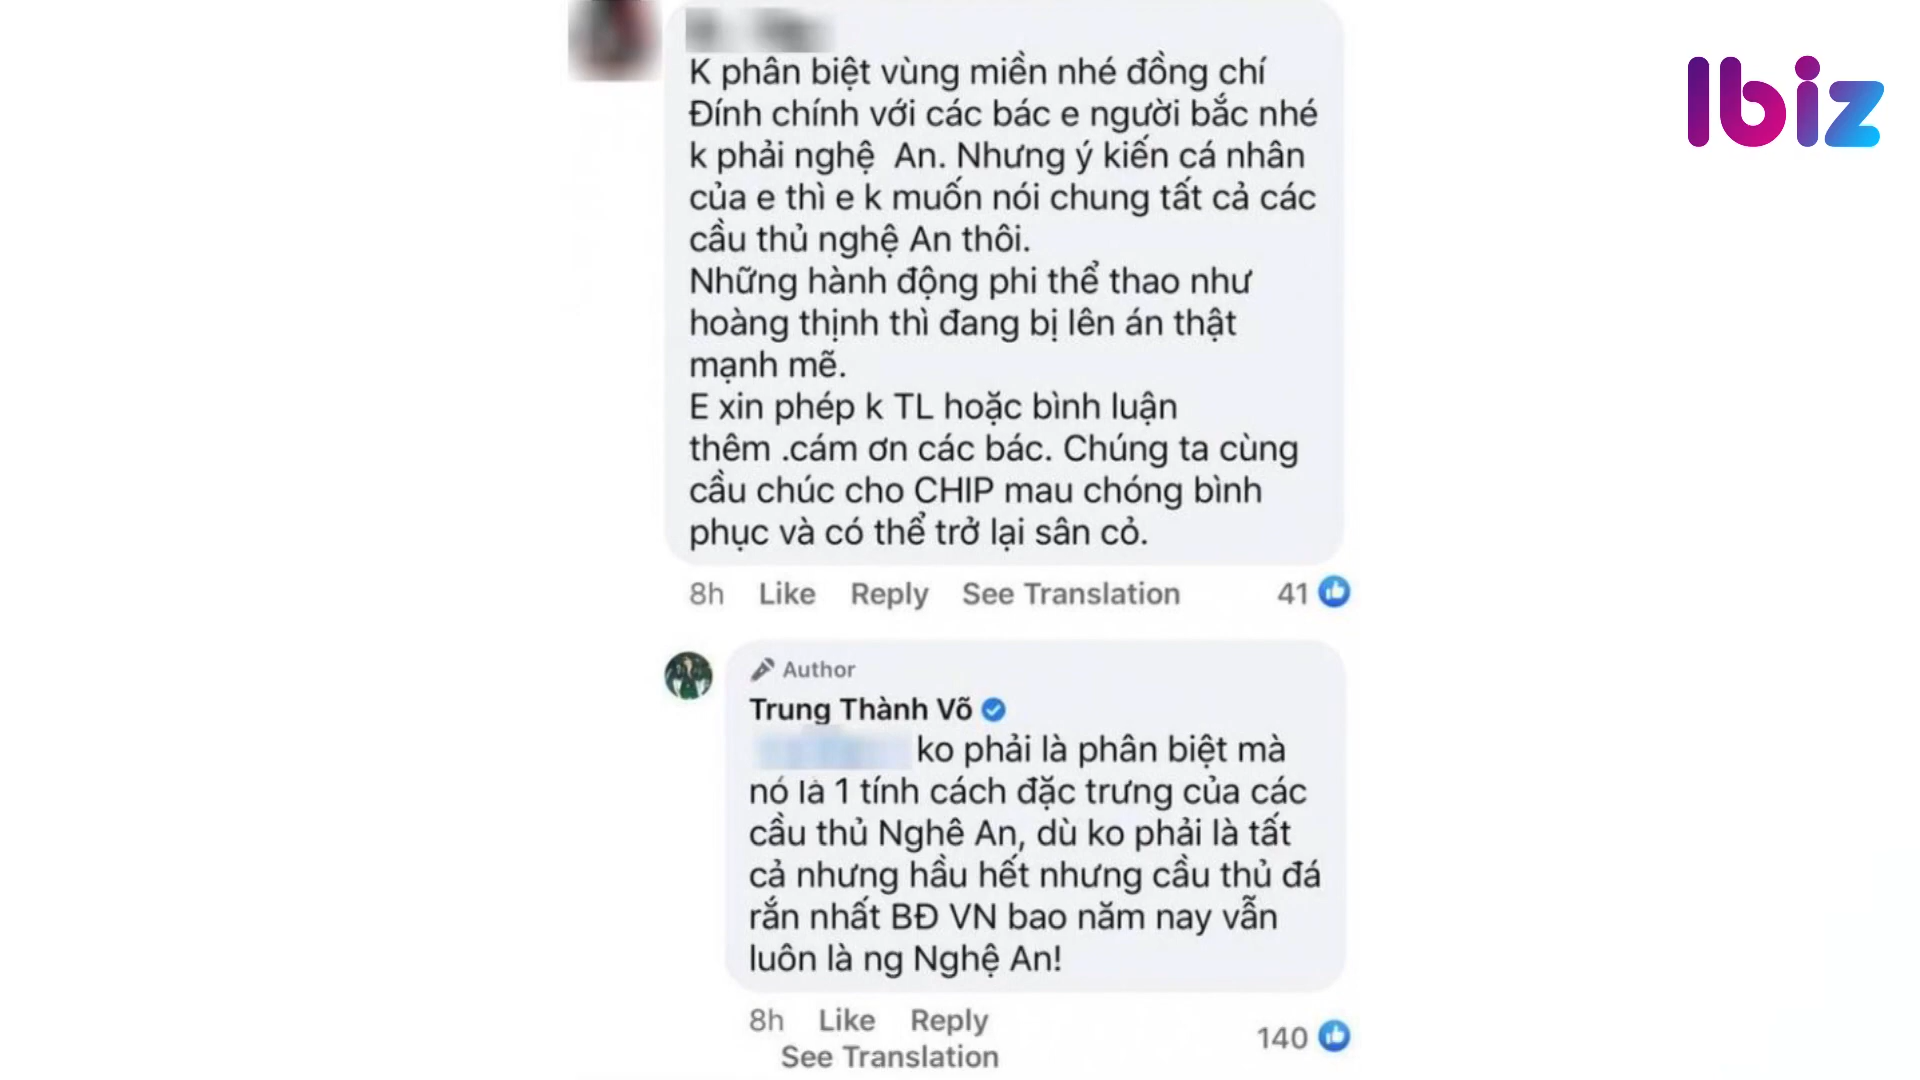 Ibiz
K phân biệt vùng miền nhé đồng chí
Đính chính với các bác e người bắc nhé
k phải nghệ An. Nhưng ý kiến cá nhân
của e thì e k muốn nói chung tất cả các
cầu thủ nghệ An thôi.
Những hành động phi thể thao như
hoàng thịnh thì đang bị lên án thật
mạnh mẽ.
E xin phép k TL hoặc bình luận
thêm .cám ơn các bác. Chúng ta cùng
cầu chúc cho CHIP mau chóng bình
phục và có thể trở lại sân cỏ.
8h Like Reply See Translation 41
Author
Trung Thành Võ
ko phải là phân biệt mà
nó là 1 tính cách đặc trưng của các
cầu thủ Nghê An, dù ko phải là tất
cả nhưng hầu hết nhưng cầu thủ đá
rắn nhất BĐ VN bao năm nay vẫn
luôn là ng Nghệ An!
8h Like Reply
See Translation
140